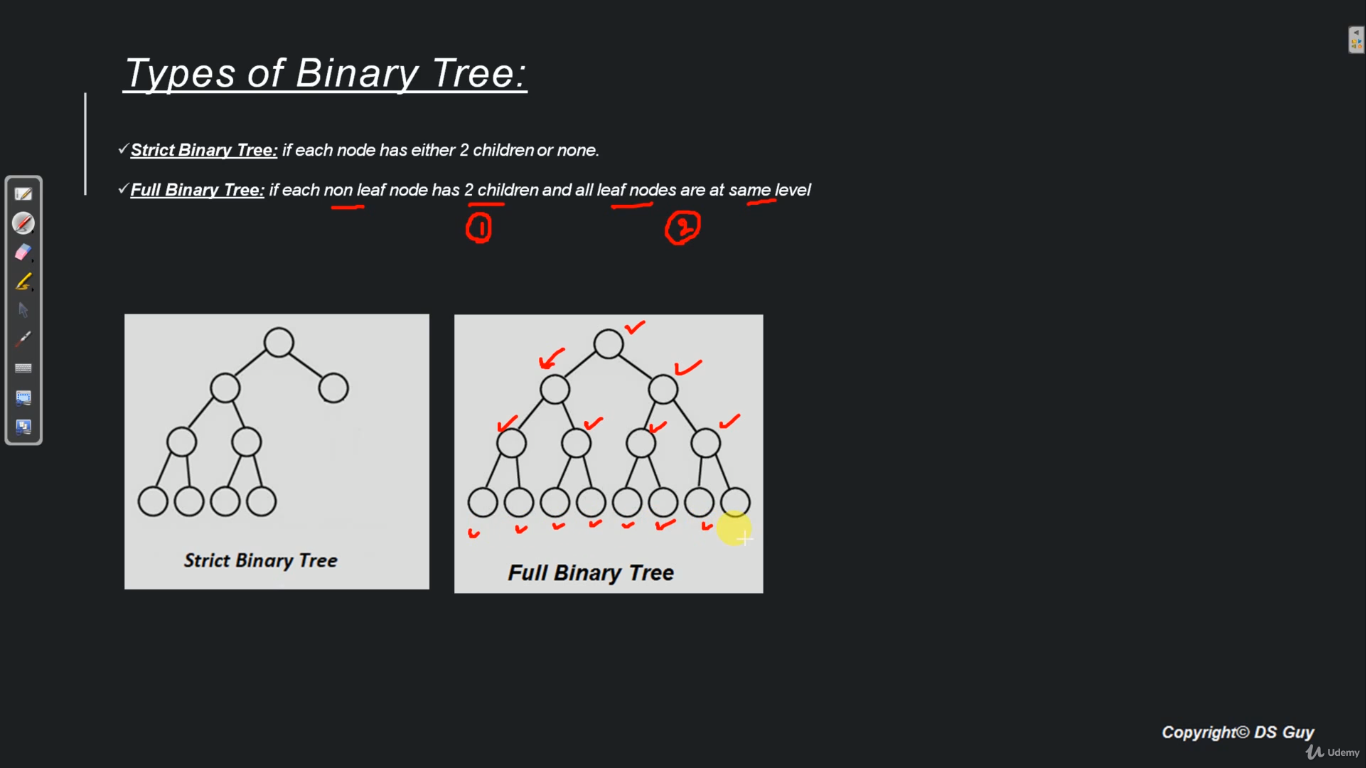 Types of Binary Tree:
✓Strict Binary Tree: if each node has either 2 children or none.
✓Full Binary Tree: if each non leaf node has 2 children and all leaf nodes are at same level
1 2
Strict Binary Tree
Full Binary Tree
Copyright© DS Guy
Udemy